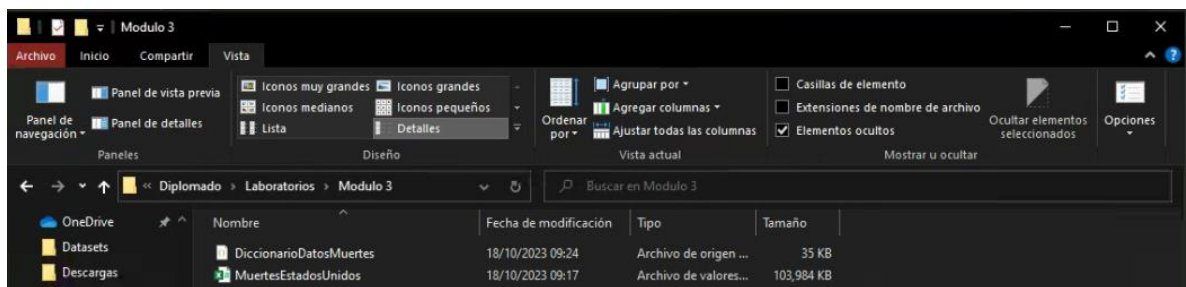 Modulo 3
Archivo Inicio Compartir Vista
Panel de navegación
Panel de vista previa
Panel de detalles
Paneles
Iconos muy grandes Iconos grandes
Iconos medianos Iconos pequeños
Lista Detalles
Diseño
Ordenar por
Agrupar por
Agregar columnas
Ajustar todas las columnas
Vista actual
Casillas de elemento
Extensiones de nombre de archivo
Elementos ocultos
Ocultar elementos
seleccionados
Mostrar u ocultar
Opciones
« Diplomado › Laboratorios › Modulo 3
Buscar en Modulo 3
OneDrive
Datasets
Descargas
Nombre Fecha de modificación Tipo Tamaño
DiccionarioDatosMuertes 18/10/2023 09:24 Archivo de origen ... 35 KB
MuertesEstadosUnidos 18/10/2023 09:17 Archivo de valores... 103,984 KB